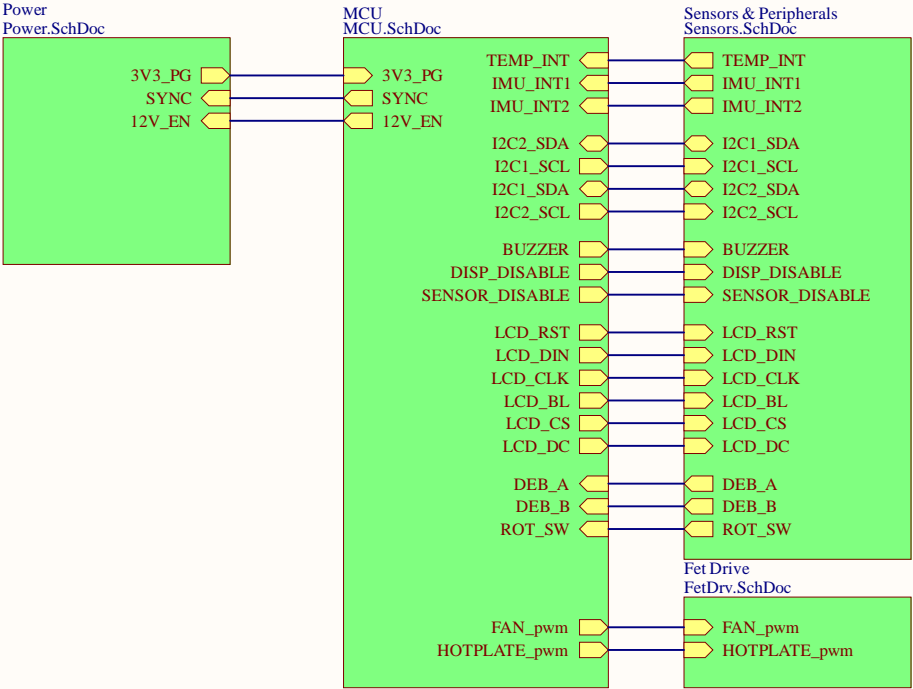 Power
Power.SchDoc
3V3_PG
SYNC
12V_EN
MCU
MCU.SchDoc
3V3_PG
SYNC
12V_EN
TEMP_INT
IMU_INT1
IMU_INT2
I2C2_SDA
I2C1_SCL
I2C1_SDA
I2C2_SCL
BUZZER
DISP_DISABLE
SENSOR_DISABLE
LCD_RST
LCD_DIN
LCD_CLK
LCD_BL
LCD_CS
LCD_DC
DEB_A
DEB_B
ROT_SW
FAN_pwm
HOTPLATE_pwm
Sensors & Peripherals
Sensors.SchDoc
TEMP_INT
IMU_INT1
IMU_INT2
I2C1_SDA
I2C1_SCL
I2C2_SDA
I2C2_SCL
BUZZER
DISP_DISABLE
SENSOR_DISABLE
LCD_RST
LCD_DIN
LCD_CLK
LCD_BL
LCD_CS
LCD_DC
DEB_A
DEB_B
ROT_SW
Fet Drive
FetDrv.SchDoc
FAN_pwm
HOTPLATE_pwm